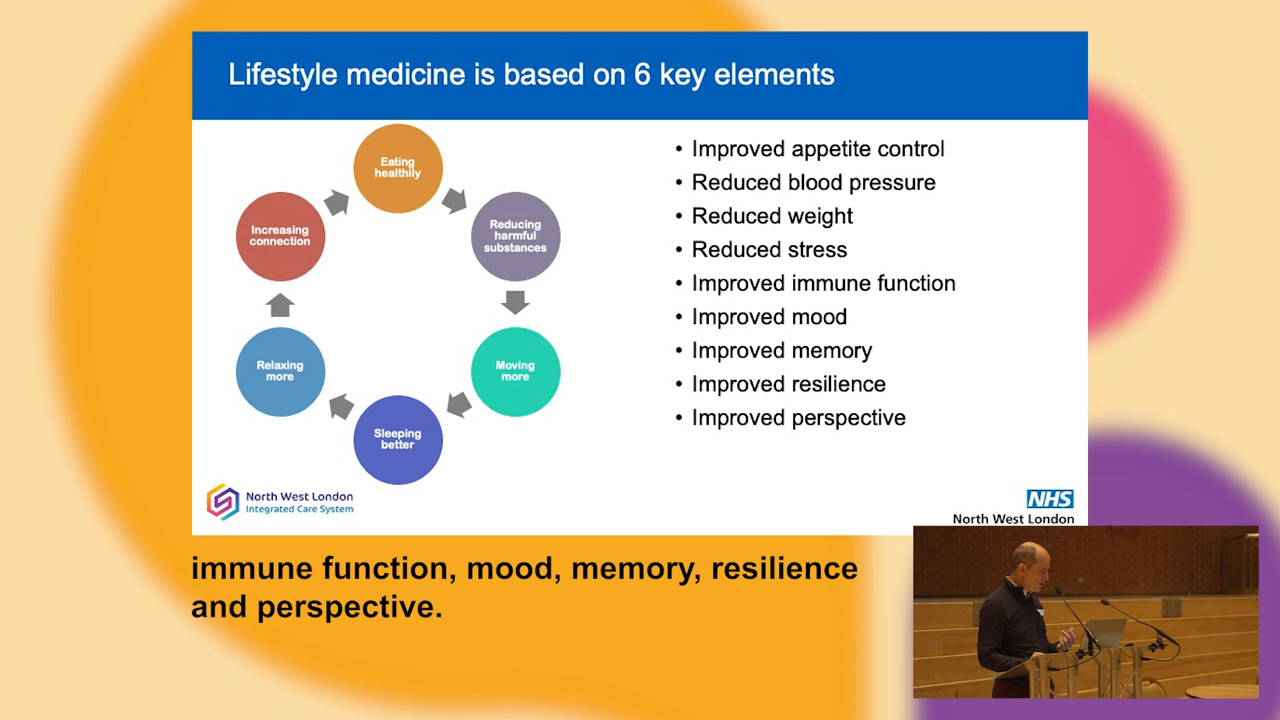 Lifestyle medicine is based on 6 key elements
Eating
healthily
Reducing
harmful
substances
Moving
more
Sleeping
better
Relaxing
more
Increasing
connection
• Improved appetite control
• Reduced blood pressure
• Reduced weight
• Reduced stress
• Improved immune function
• Improved mood
• Improved memory
• Improved resilience
• Improved perspective
North West London
Integrated Care System
NHS
North West London
immune function, mood, memory, resilience
and perspective.